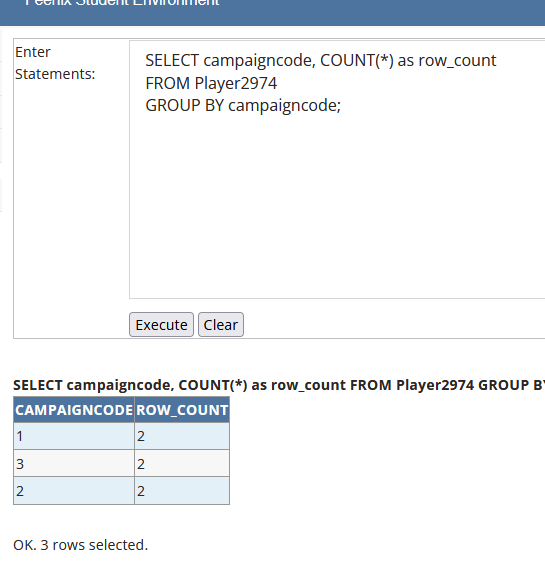 Feenix Student Environment
Enter
Statements:
SELECT campaigncode, COUNT(*) as row_count
FROM Player2974
GROUP BY campaigncode;
Execute Clear
SELECT campaigncode, COUNT(*) as row_count FROM Player2974 GROUP BY
CAMPAIGNCODE ROW_COUNT
1 2
3 2
2 2
OK. 3 rows selected.